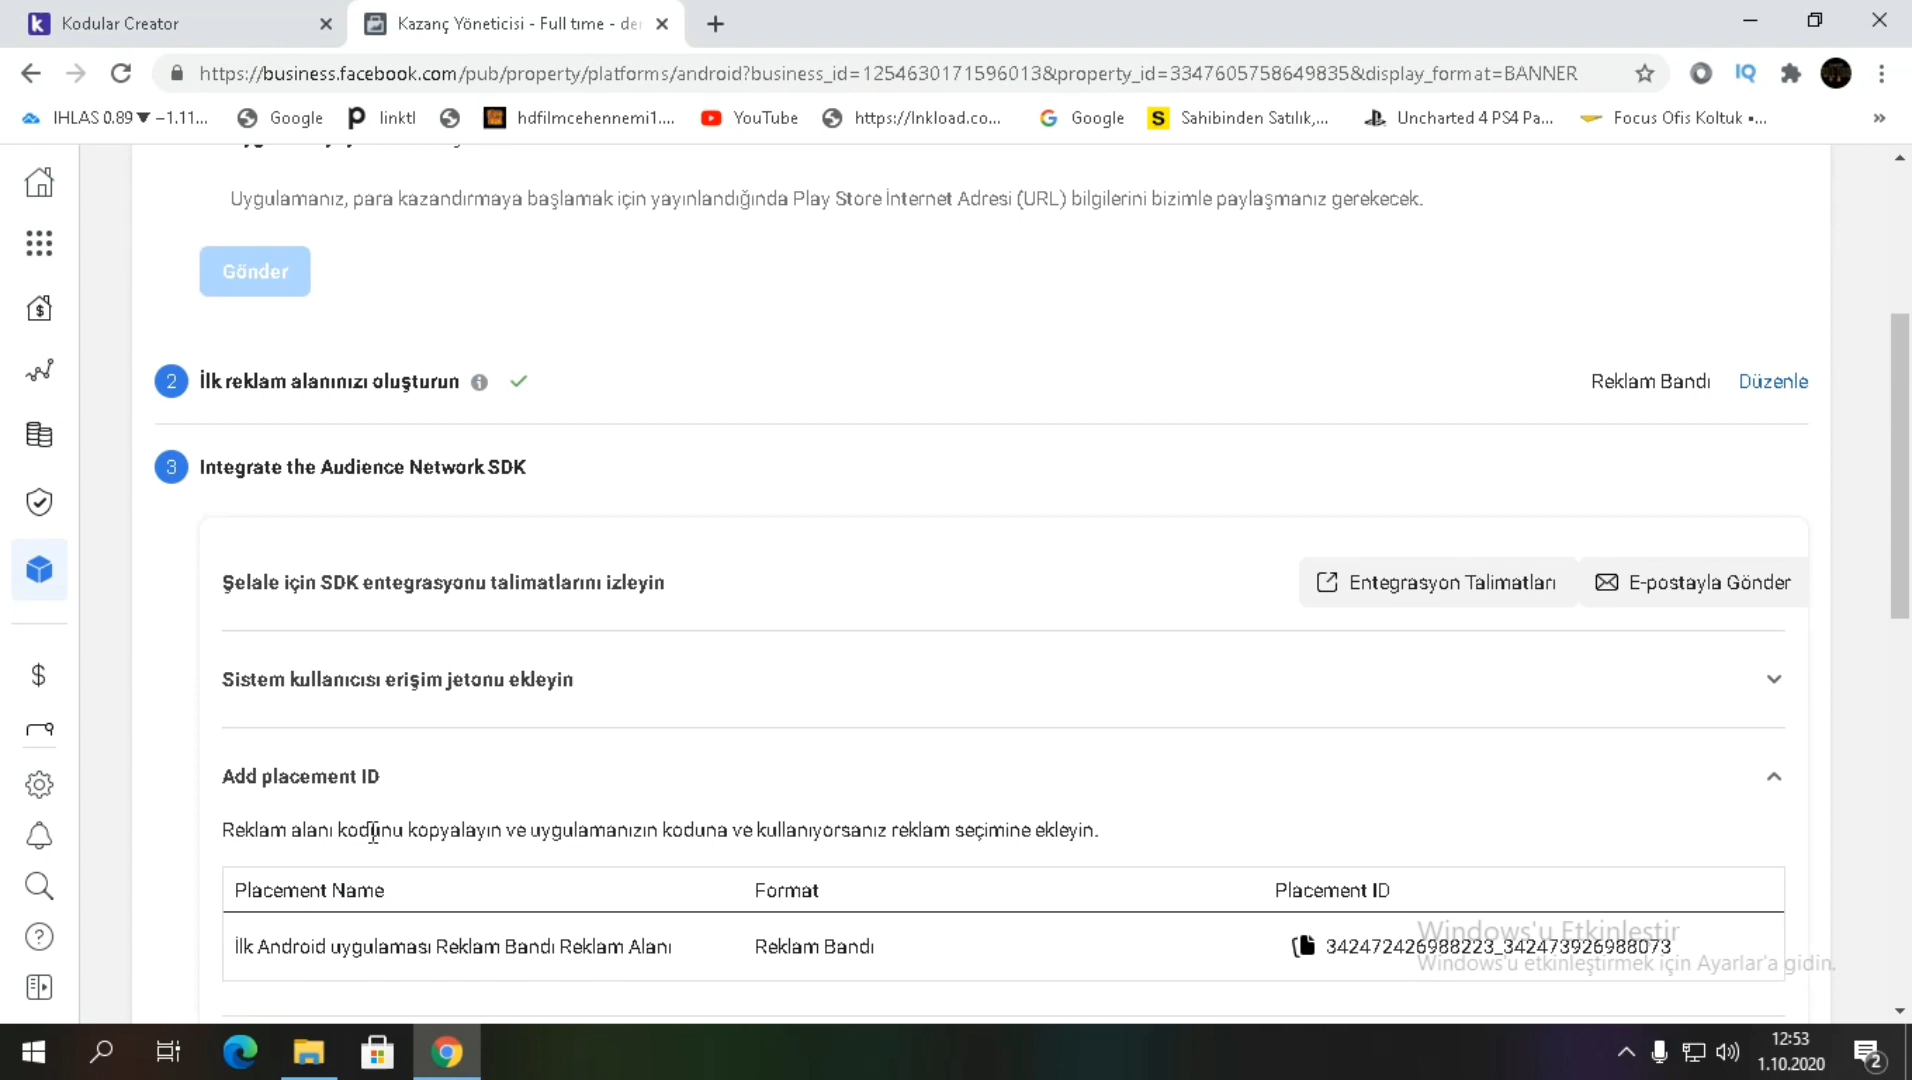 Kodular Creator
Kazanç Yöneticisi - Full tıme - de
https://business.facebook.com/pub/property/platforms/android?business_id=1254630171596013&property_id=3347605758649835&display_format=BANNER
IQ
IHLAS 0.89▼ −1.11...
Google
linktl
hdfilmcehennemi1....
YouTube
https://lnkload.co...
Google
Sahibinden Satılık,...
Uncharted 4 PS4 Pa...
Focus Ofis Koltuk •...
»
Uygulamanız, para kazandırmaya başlamak için yayınlandığında Play Store İnternet Adresi (URL) bilgilerini bizimle paylaşmanız gerekecek.
Gönder
2 İlk reklam alanınızı oluşturun
Reklam Bandı Düzenle
3 Integrate the Audience Network SDK
Şelale için SDK entegrasyonu talimatlarını izleyin
Entegrasyon Talimatları
E-postayla Gönder
Sistem kullanıcısı erişim jetonu ekleyin
Add placement ID
Reklam alanı kodunu kopyalayın ve uygulamanızın koduna ve kullanıyorsanız reklam seçimine ekleyin.
Placement Name Format Placement ID
İlk Android uygulaması Reklam Bandı Reklam Alanı Reklam Bandı 342472426988223_342473926988073
Windows'u Etkinleştir
Windows'u etkinleştirmek için Ayarlar'a gidin.
12:53
1.10.2020
2